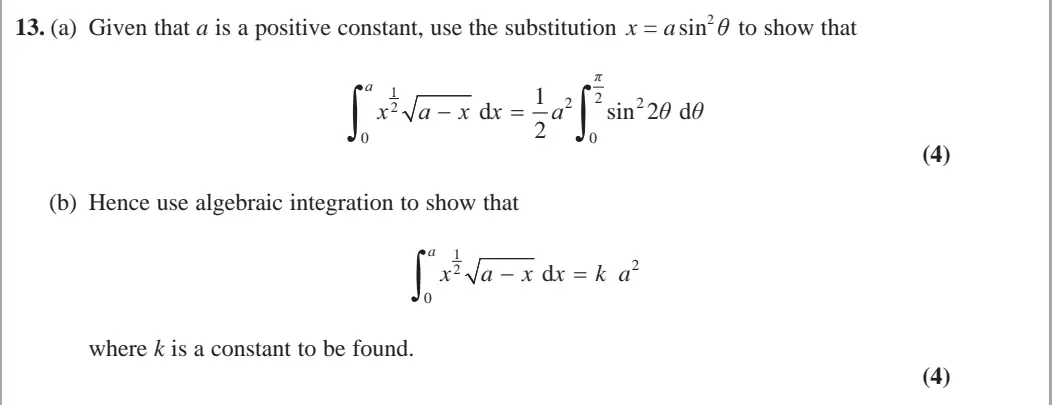 13. (a) Given that a is a positive constant, use the substitution x = a sin²θ to show that
∫₀ᵃ x^(1/2) √(a − x) dx = 1/2 a² ∫₀^(π/2) sin² 2θ dθ
(4)
(b) Hence use algebraic integration to show that
∫₀ᵃ x^(1/2) √(a − x) dx = k a²
where k is a constant to be found.
(4)